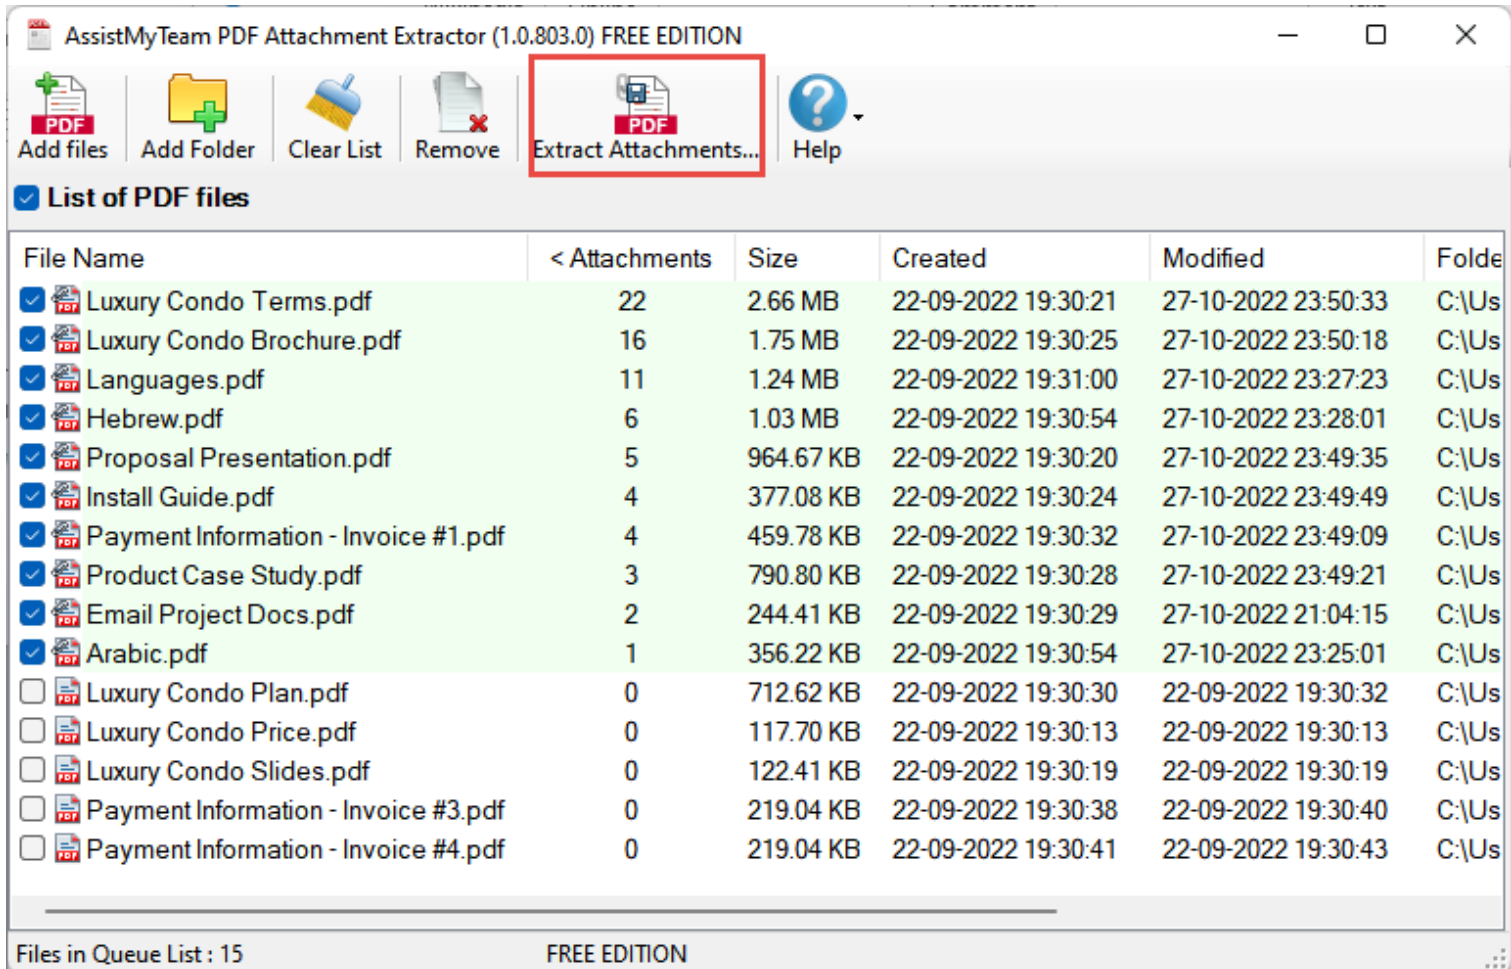 AssistMyTeam PDF Attachment Extractor (1.0.803.0) FREE EDITION
PDF PDF
Add files Add Folder Clear List Remove Extract Attachments... Help
List of PDF files
File Name < Attachments Size Created Modified Folde
Luxury Condo Terms.pdf 22 2.66 MB 22-09-2022 19:30:21 27-10-2022 23:50:33 C:\Us
Luxury Condo Brochure.pdf 16 1.75 MB 22-09-2022 19:30:25 27-10-2022 23:50:18 C:\Us
Languages.pdf 11 1.24 MB 22-09-2022 19:31:00 27-10-2022 23:27:23 C:\Us
Hebrew.pdf 6 1.03 MB 22-09-2022 19:30:54 27-10-2022 23:28:01 C:\Us
Proposal Presentation.pdf 5 964.67 KB 22-09-2022 19:30:20 27-10-2022 23:49:35 C:\Us
Install Guide.pdf 4 377.08 KB 22-09-2022 19:30:24 27-10-2022 23:49:49 C:\Us
Payment Information - Invoice #1.pdf 4 459.78 KB 22-09-2022 19:30:32 27-10-2022 23:49:09 C:\Us
Product Case Study.pdf 3 790.80 KB 22-09-2022 19:30:28 27-10-2022 23:49:21 C:\Us
Email Project Docs.pdf 2 244.41 KB 22-09-2022 19:30:29 27-10-2022 21:04:15 C:\Us
Arabic.pdf 1 356.22 KB 22-09-2022 19:30:54 27-10-2022 23:25:01 C:\Us
Luxury Condo Plan.pdf 0 712.62 KB 22-09-2022 19:30:30 22-09-2022 19:30:32 C:\Us
Luxury Condo Price.pdf 0 117.70 KB 22-09-2022 19:30:13 22-09-2022 19:30:13 C:\Us
Luxury Condo Slides.pdf 0 122.41 KB 22-09-2022 19:30:19 22-09-2022 19:30:19 C:\Us
Payment Information - Invoice #3.pdf 0 219.04 KB 22-09-2022 19:30:38 22-09-2022 19:30:40 C:\Us
Payment Information - Invoice #4.pdf 0 219.04 KB 22-09-2022 19:30:41 22-09-2022 19:30:43 C:\Us
Files in Queue List : 15 FREE EDITION